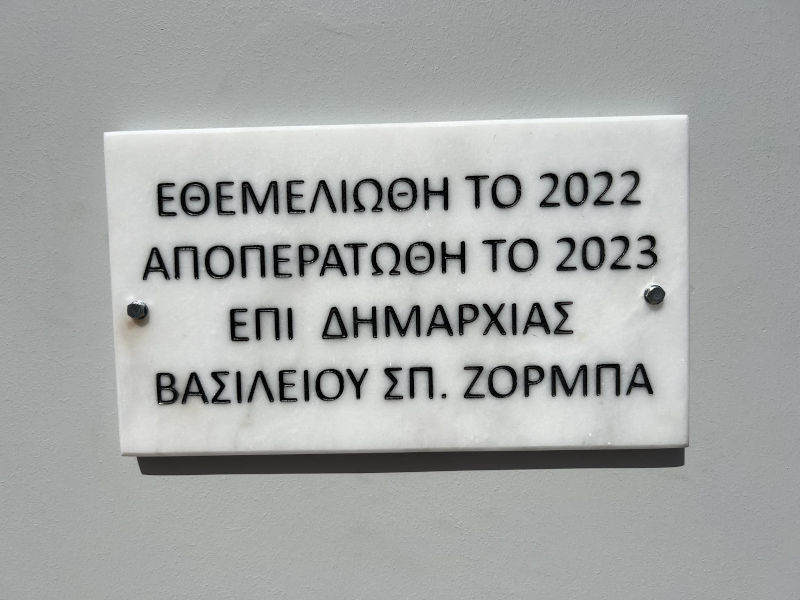 ΕΘΕΜΕΛΙΩΘΗ ΤΟ 2022
ΑΠΟΠΕΡΑΤΩΘΗ ΤΟ 2023
ΕΠΙ ΔΗΜΑΡΧΙΑΣ
ΒΑΣΙΛΕΙΟΥ ΣΠ. ΖΟΡΜΠΑ